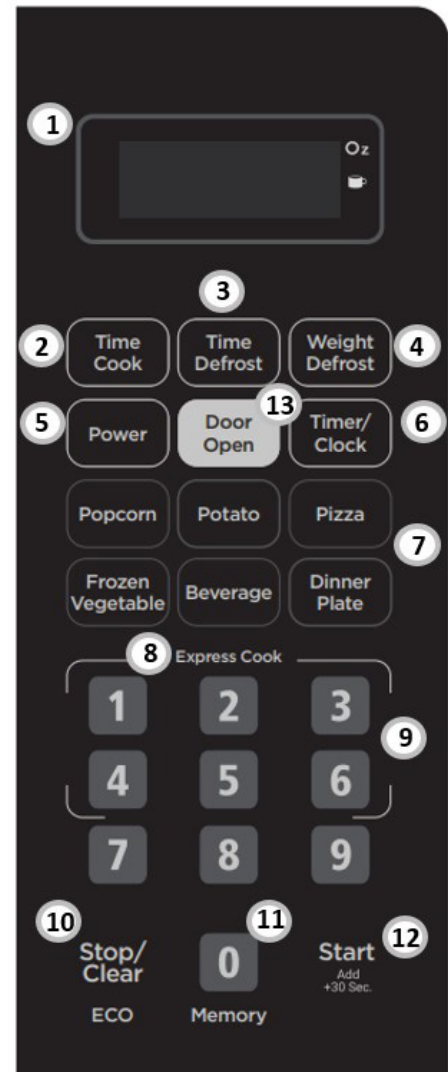 1
Oz
3
2
Time
Cook
Time
Defrost
Weight
Defrost
4
5
Power
Door
Open
13
Timer/
Clock
6
Popcorn
Potato
Pizza
7
Frozen
Vegetable
Beverage
Dinner
Plate
8
Express Cook
1
2
3
9
4
5
6
7
8
9
10
Stop/
Clear
ECO
11
0
Memory
12
Start
Add
+30 Sec.